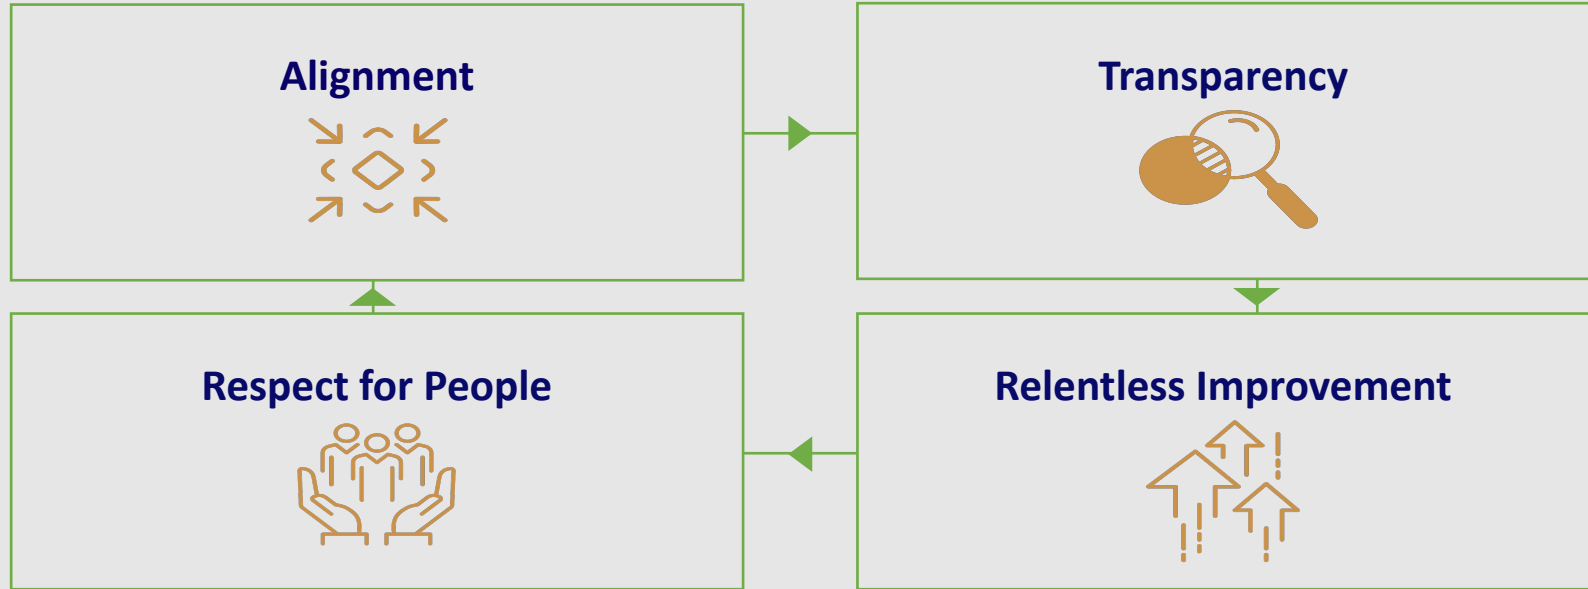 Alignment
Transparency
Respect for People
Relentless Improvement